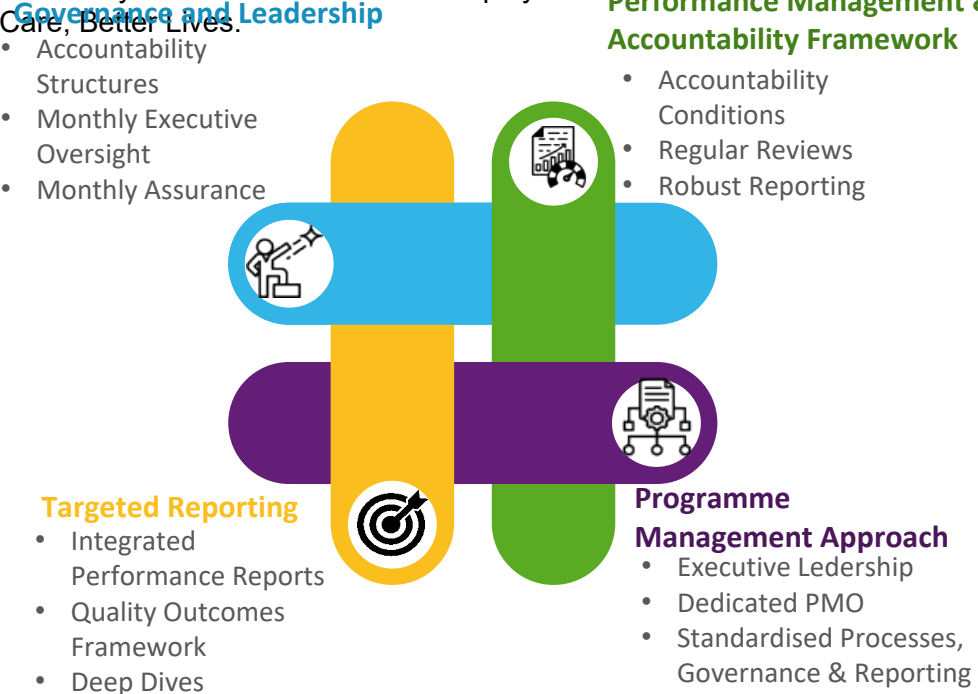 Governance and Leadership
Care, Better Lives.
• Accountability
Structures
• Monthly Executive
Oversight
• Monthly Assurance
Performance Management &
Accountability Framework
• Accountability
Conditions
• Regular Reviews
• Robust Reporting
Targeted Reporting
• Integrated
Performance Reports
• Quality Outcomes
Framework
• Deep Dives
Programme
Management Approach
• Executive Ledership
• Dedicated PMO
• Standardised Processes,
Governance & Reporting